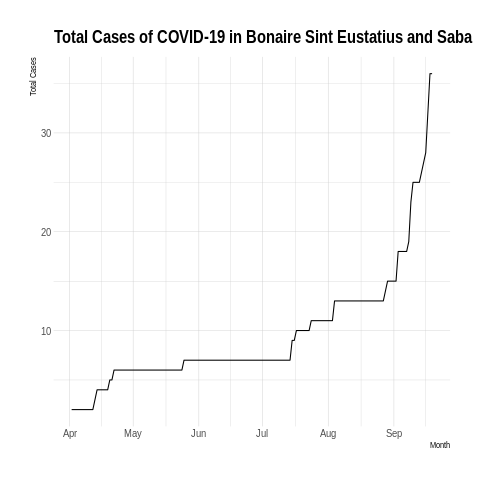 Total Cases of COVID-19 in Bonaire Sint Eustatius and Saba
Total Cases
30
20
10
Apr May Jun Jul Aug Sep
Month